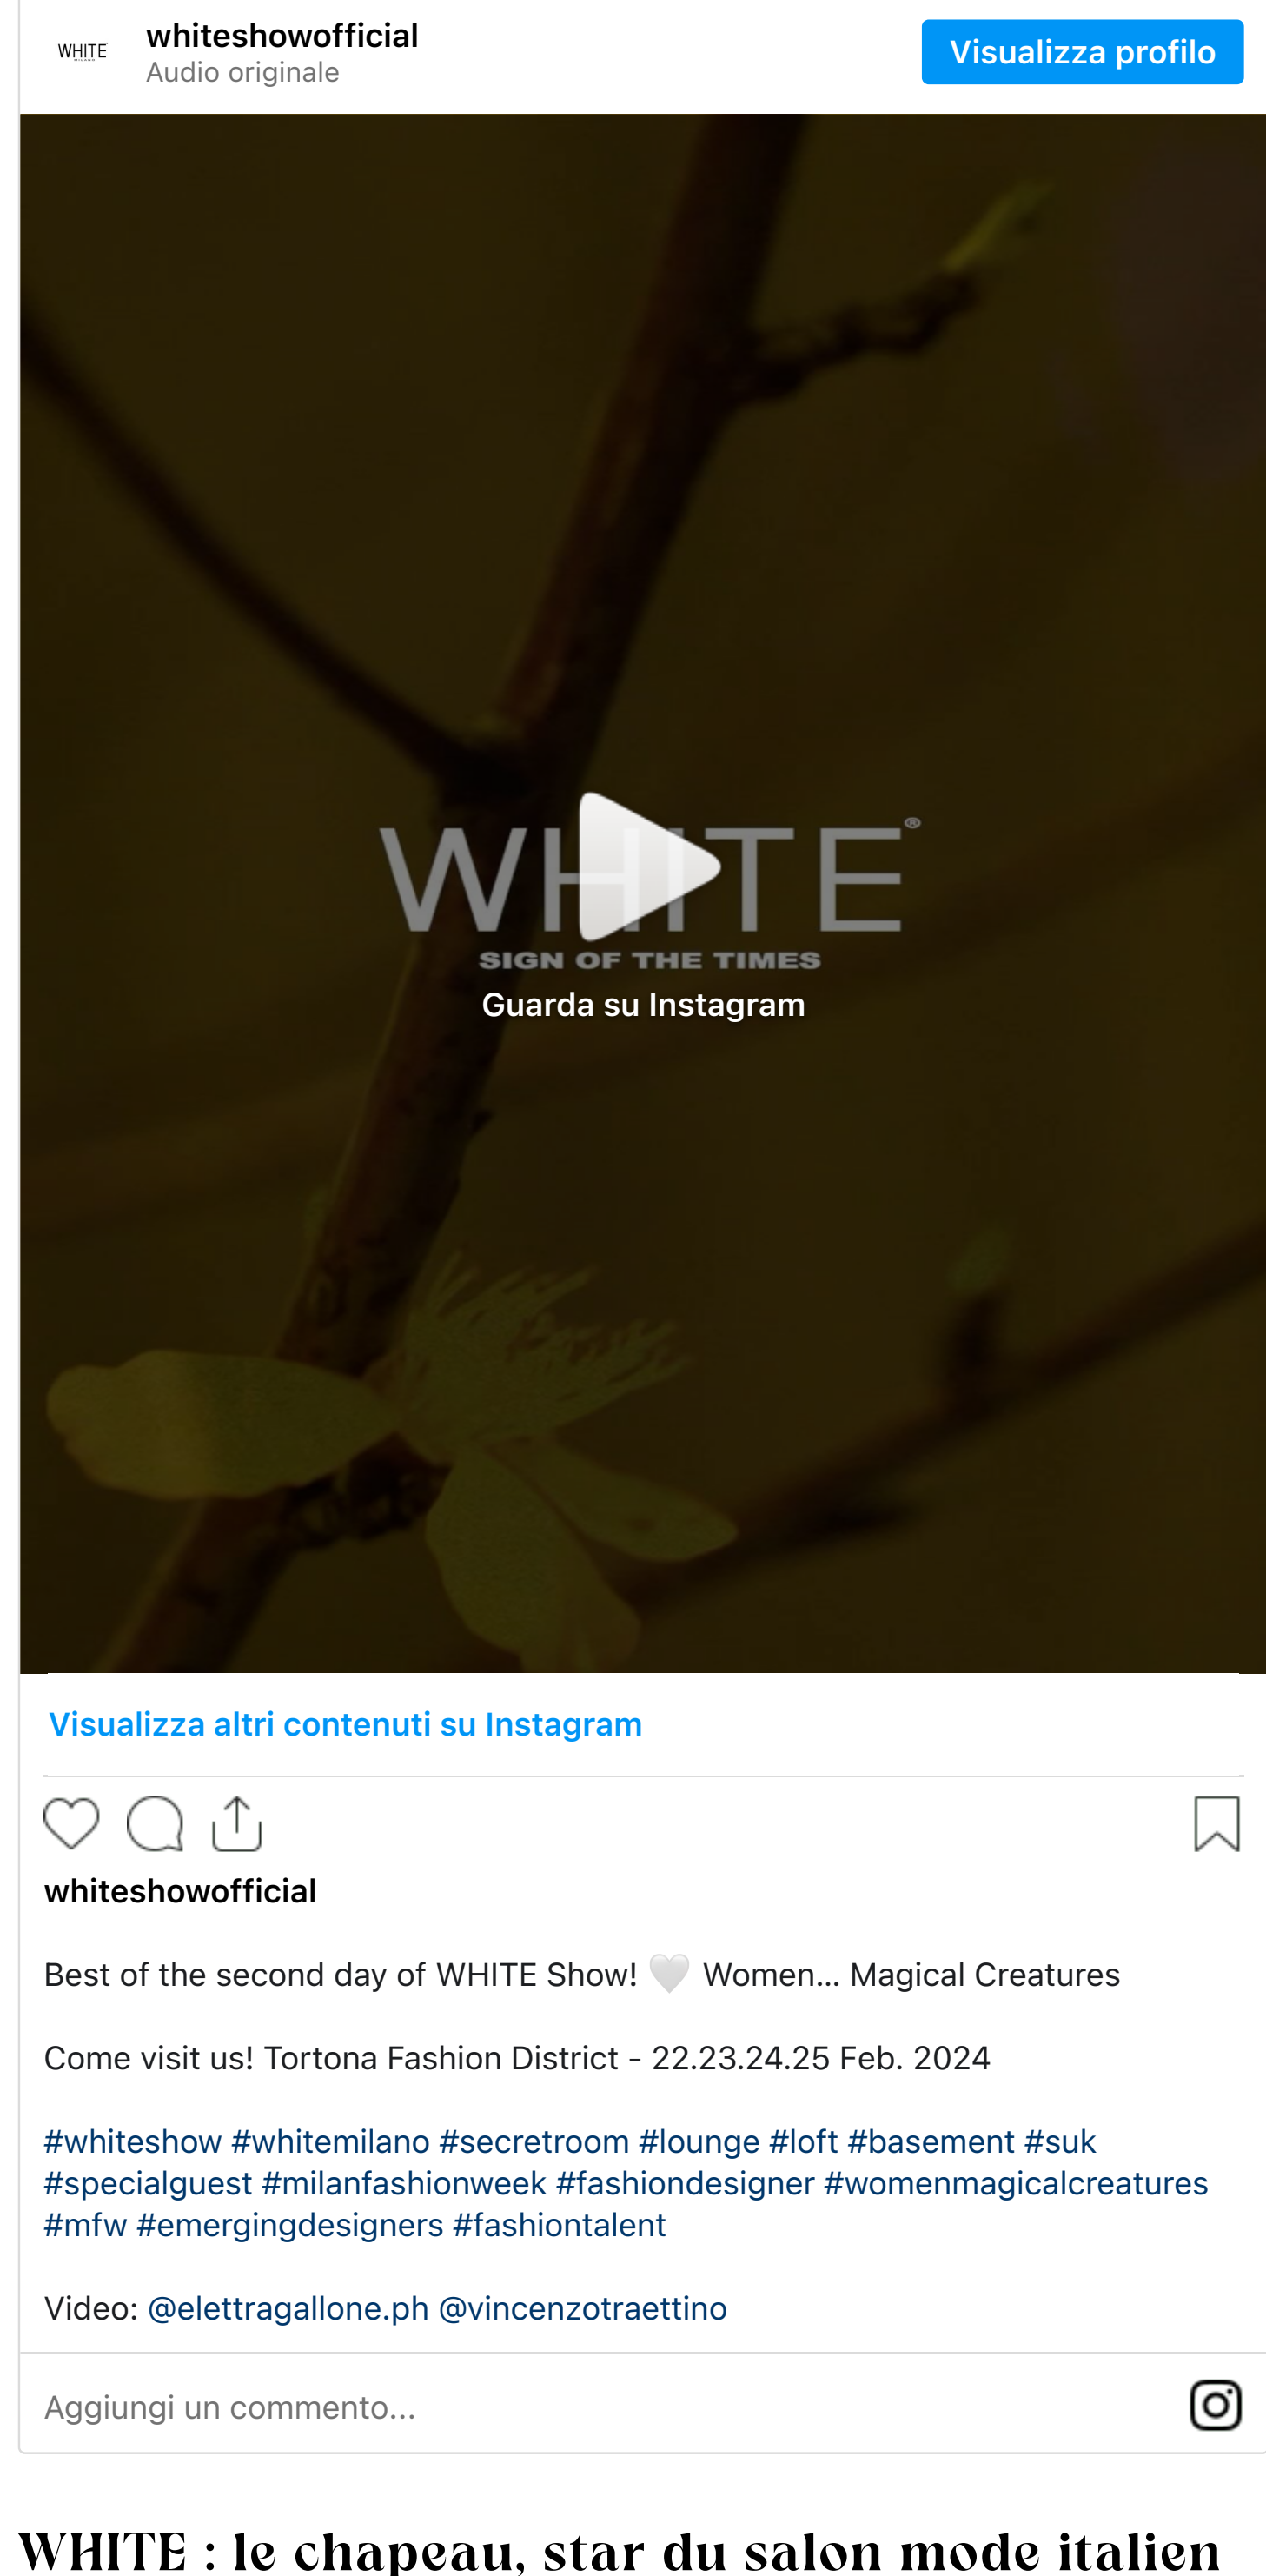 WHITE
MILANO
whiteshowofficial
Audio originale
Visualizza profilo
WHITE®
SIGN OF THE TIMES
Guarda su Instagram
Visualizza altri contenuti su Instagram
whiteshowofficial
Best of the second day of WHITE Show! 🤍 Women... Magical Creatures
Come visit us! Tortona Fashion District - 22.23.24.25 Feb. 2024
#whiteshow #whitemilano #secretroom #lounge #loft #basement #suk
#specialguest #milanfashionweek #fashiondesigner #womenmagicalcreatures
#mfw #emergingdesigners #fashiontalent
Video: @elettragallone.ph @vincenzotraettino
Aggiungi un commento...
WHITE : le chapeau, star du salon mode italien